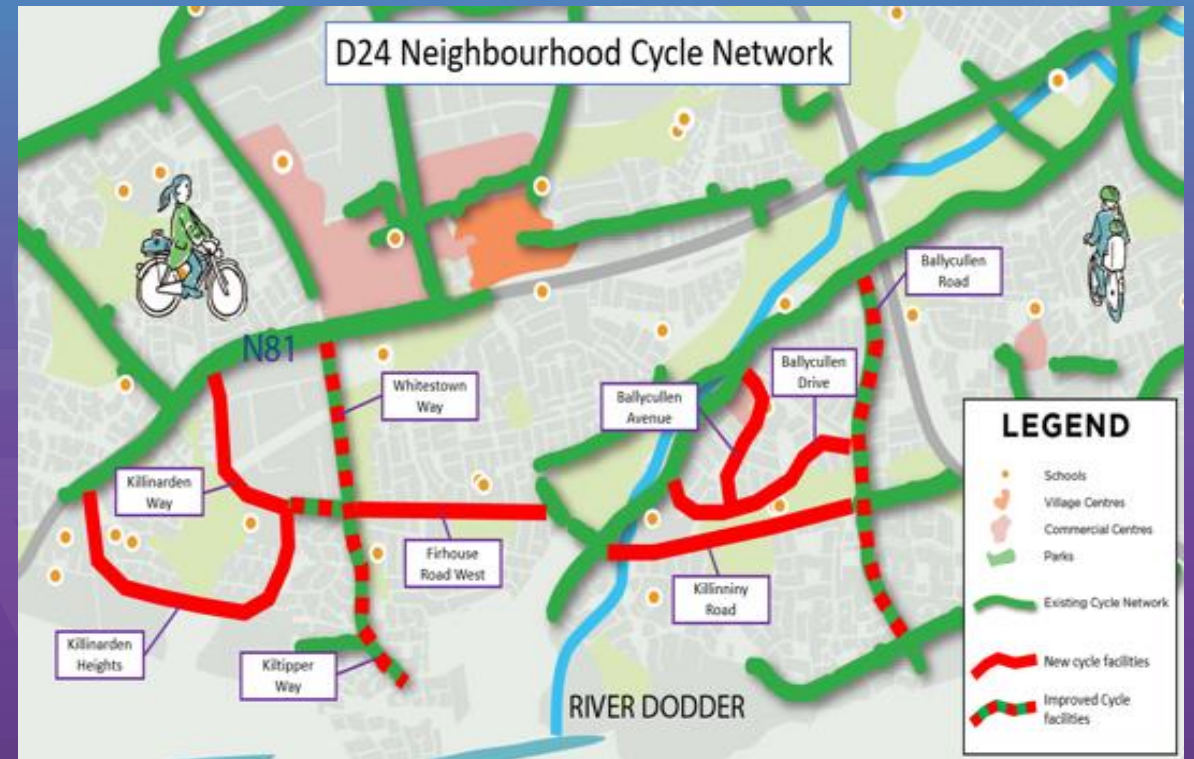 D24 Neighbourhood Cycle Network
Ballycullen
Road
N81
Whitestown
Way
Ballycullen
Avenue
Ballycullen
Drive
Killinarden
Way
Firhouse
Road West
Killinniny
Road
Killinarden
Heights
Kiltipper
Way
RIVER DODDER
LEGEND
Schools
Village Centres
Commercial Centres
Parks
Existing Cycle Network
New cycle facilities
Improved Cycle
facilities